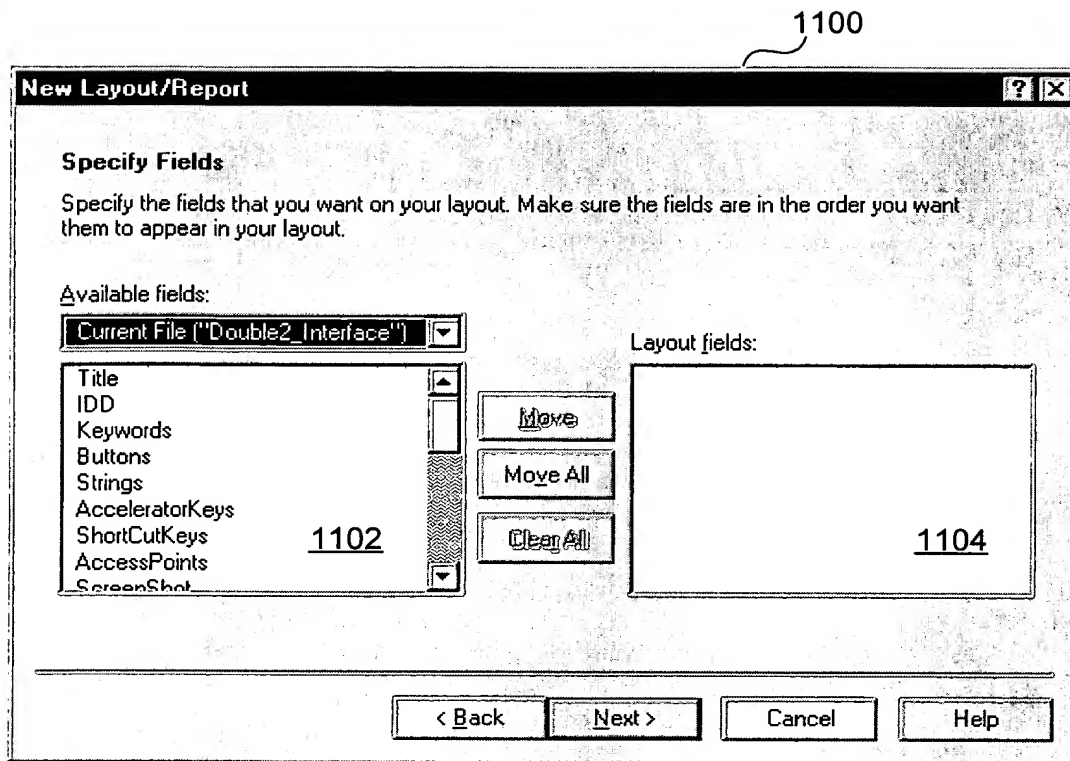 1100
New Layout/Report
Specify Fields
Specify the fields that you want on your layout. Make sure the fields are in the order you want
them to appear in your layout.
Available fields:
Current File ("Double2_Interface")
Layout fields:
Title
IDD
Keywords
Buttons
Strings
AcceleratorKeys
ShortCutKeys
AccessPoints
ScreenShot
1102
Move
Move All
Clear All
1104
< Back
Next >
Cancel
Help